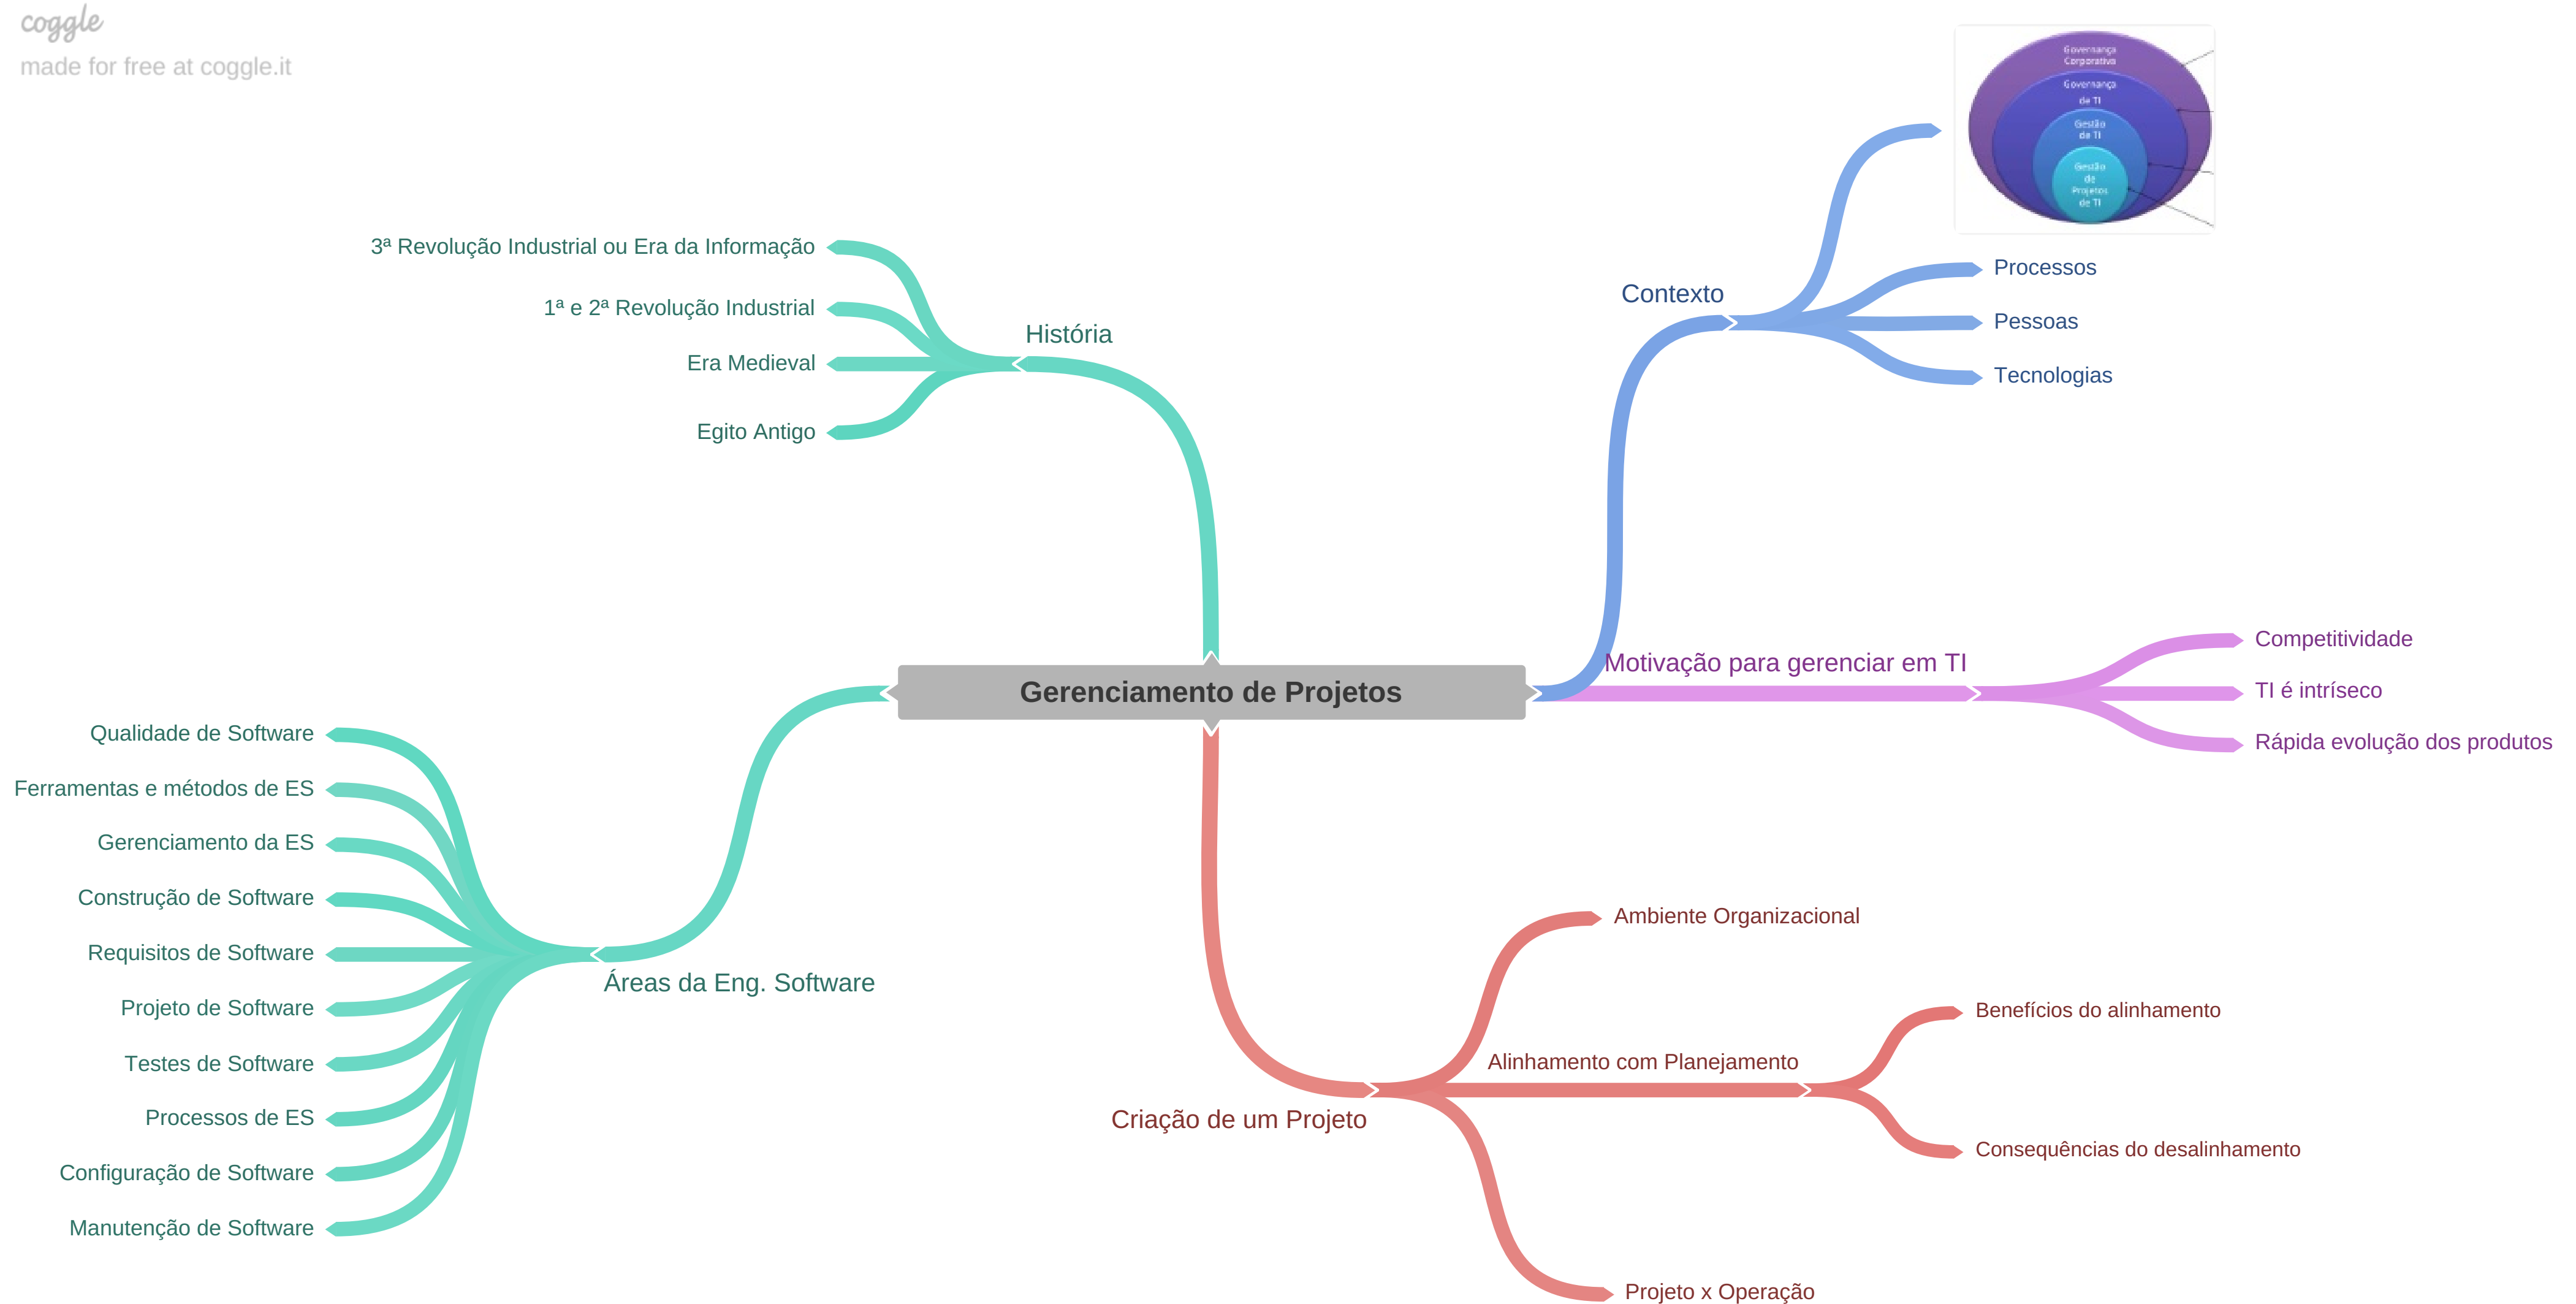 coggle
made for free at coggle.it
Governança
Corporativa
Governança
de TI
Gestão
de TI
Gestão
de
Projetos
de TI
Contexto
Processos
Pessoas
Tecnologias
História
3ª Revolução Industrial ou Era da Informação
1ª e 2ª Revolução Industrial
Era Medieval
Egito Antigo
Gerenciamento de Projetos
Motivação para gerenciar em TI
Competitividade
TI é intríseco
Rápida evolução dos produtos
Áreas da Eng. Software
Qualidade de Software
Ferramentas e métodos de ES
Gerenciamento da ES
Construção de Software
Requisitos de Software
Projeto de Software
Testes de Software
Processos de ES
Configuração de Software
Manutenção de Software
Criação de um Projeto
Ambiente Organizacional
Alinhamento com Planejamento
Benefícios do alinhamento
Consequências do desalinhamento
Projeto x Operação